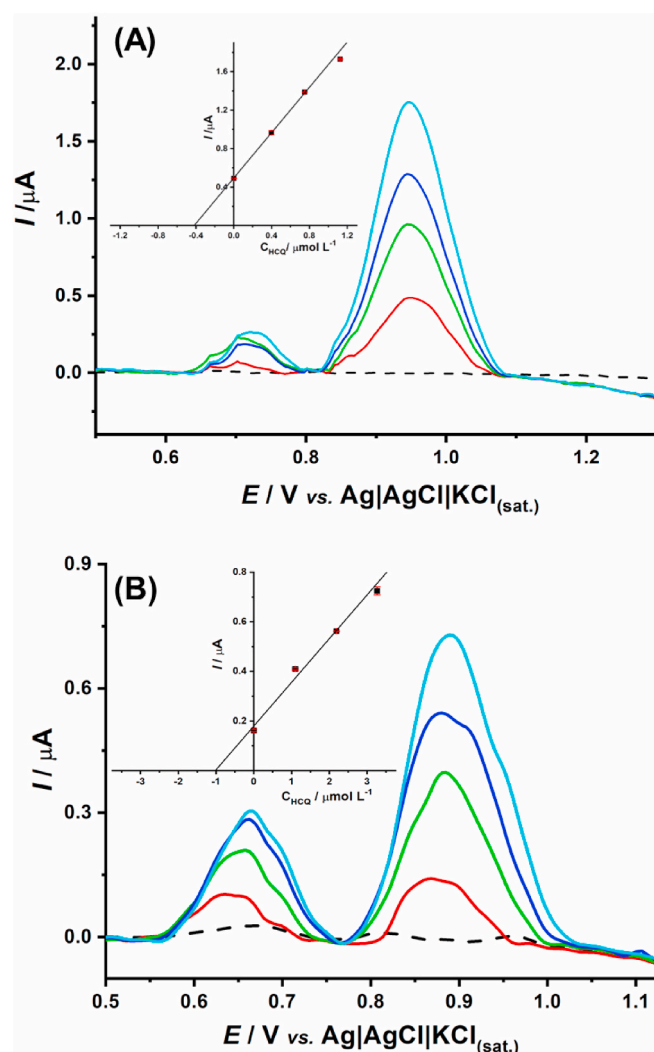 (A)
2.0
1.5
1.0
0.5
0.0
I /µA
1.6
1.2
0.8
0.4
I /µA
-1.2 -0.8 -0.4 0.0 0.4 0.8 1.2
C_HCQ/ µmol L⁻¹
0.6 0.8 1.0 1.2
E / V vs. Ag|AgCl|KCl(sat.)
(B)
0.9
0.6
0.3
0.0
I / µA
0.8
0.6
0.4
0.2
I / µA
-3 -2 -1 0 1 2 3
C_HCQ / µmol L⁻¹
0.5 0.6 0.7 0.8 0.9 1.0 1.1
E / V vs. Ag|AgCl|KCl(sat.)